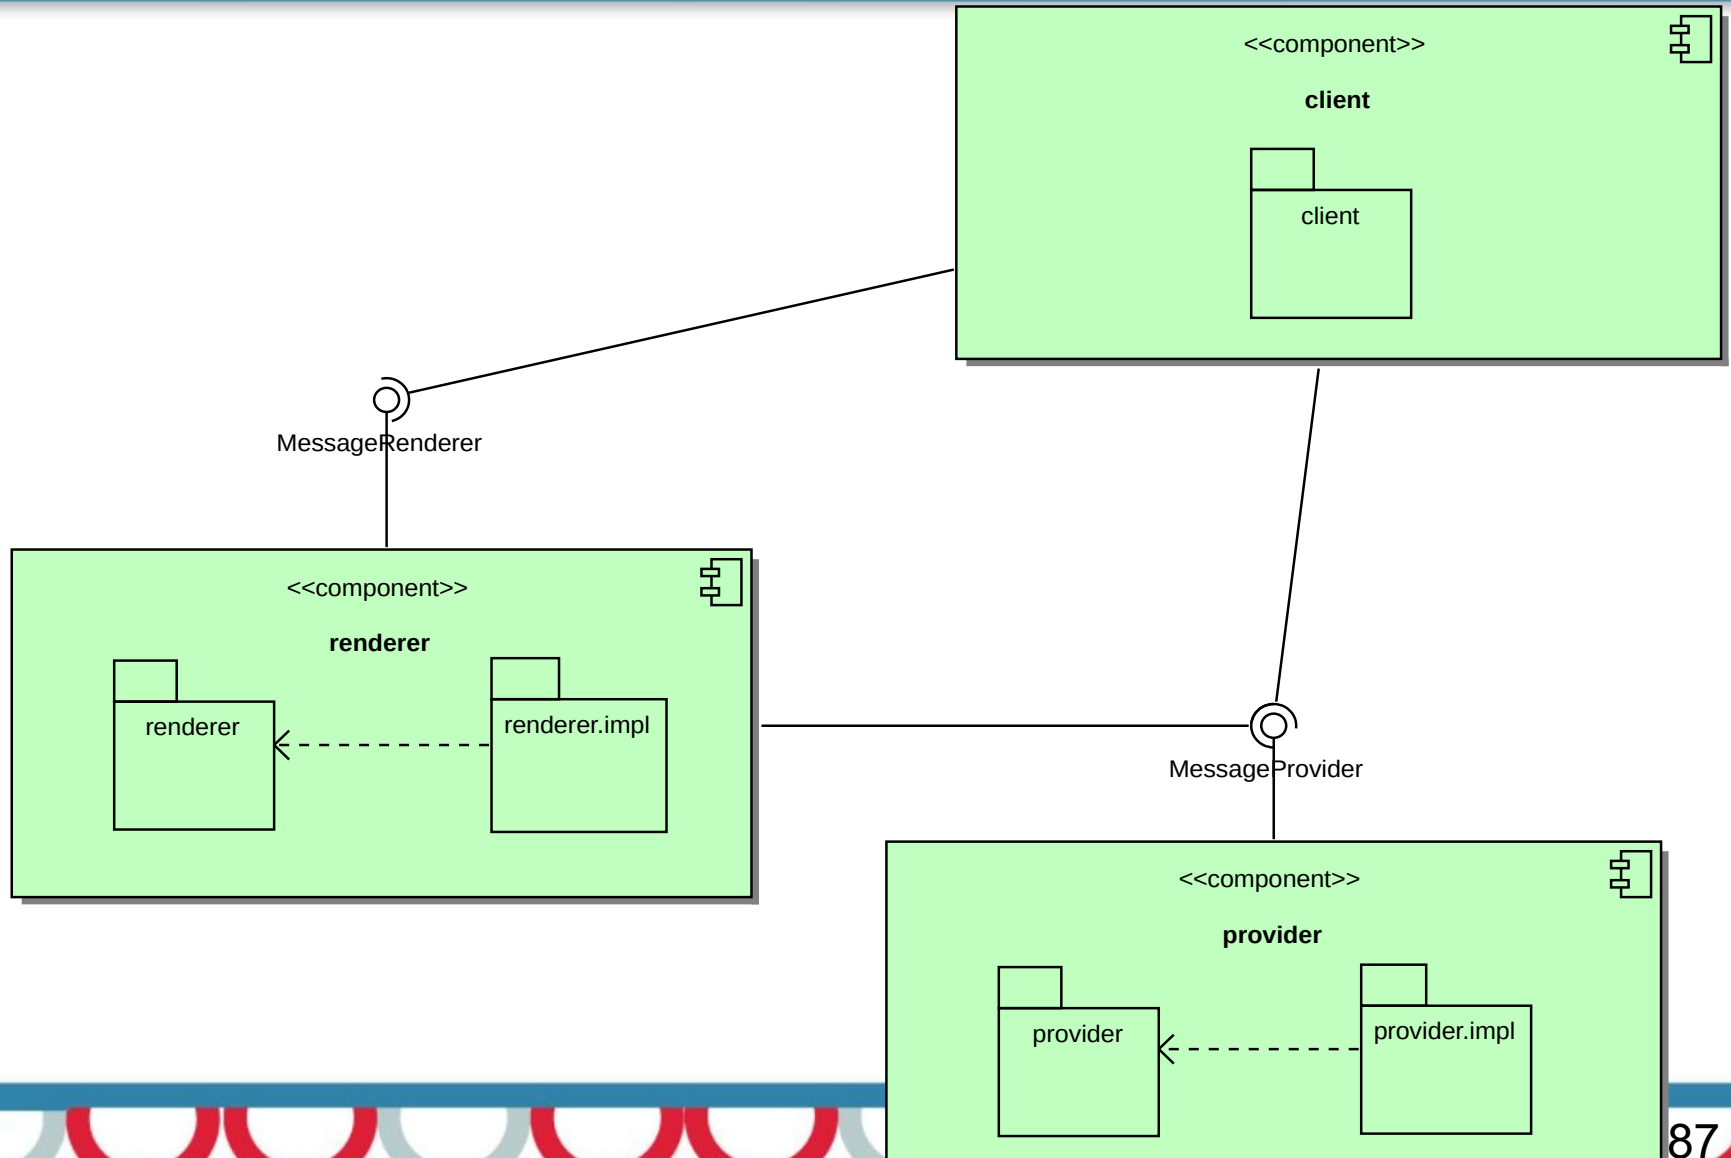 <<component>>
client
client
MessageRenderer
<<component>>
renderer
renderer
renderer.impl
MessageProvider
<<component>>
provider
provider
provider.impl
87